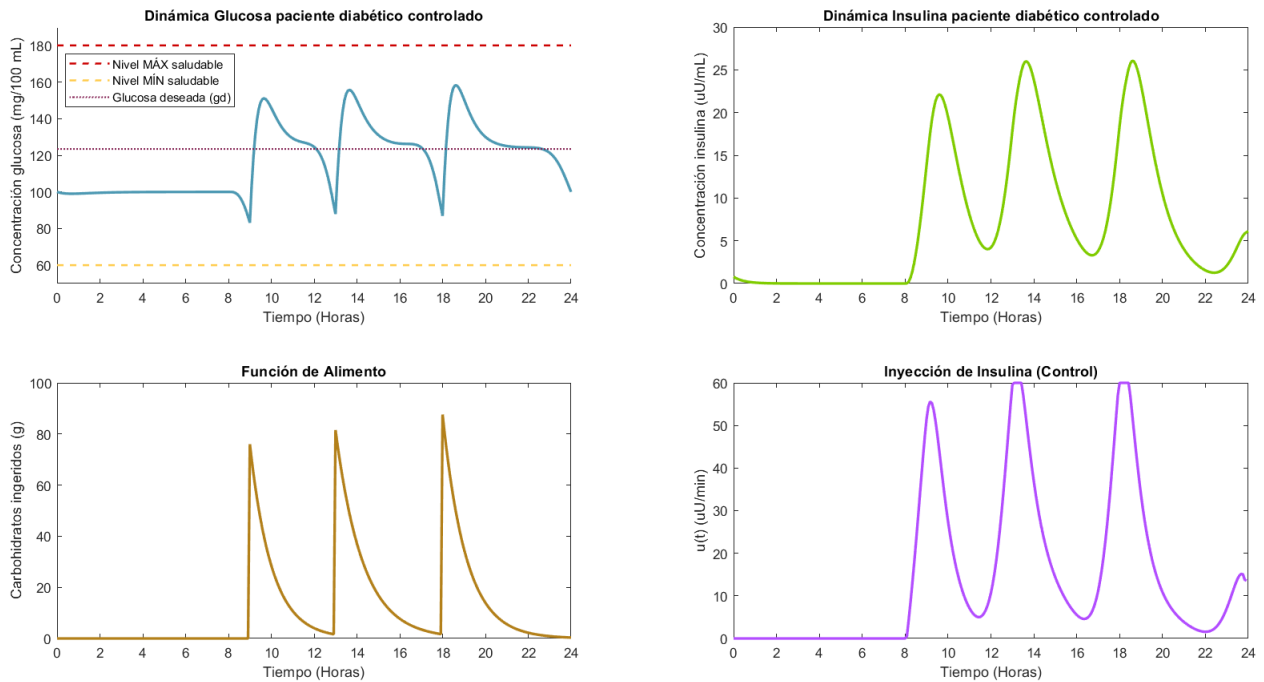 Dinámica Glucosa paciente diabético controlado
Concentración glucosa (mg/100 mL)
180
160
140
120
100
80
60
Nivel MÁX saludable
Nivel MÍN saludable
Glucosa deseada (gd)
0 2 4 6 8 10 12 14 16 18 20 22 24
Tiempo (Horas)
Dinámica Insulina paciente diabético controlado
Concentración insulina (uU/mL)
30
25
20
15
10
5
0
0 2 4 6 8 10 12 14 16 18 20 22 24
Tiempo (Horas)
Función de Alimento
Carbohidratos ingeridos (g)
100
80
60
40
20
0
0 2 4 6 8 10 12 14 16 18 20 22 24
Tiempo (Horas)
Inyección de Insulina (Control)
u(t) (uU/min)
60
50
40
30
20
10
0
0 2 4 6 8 10 12 14 16 18 20 22 24
Tiempo (Horas)